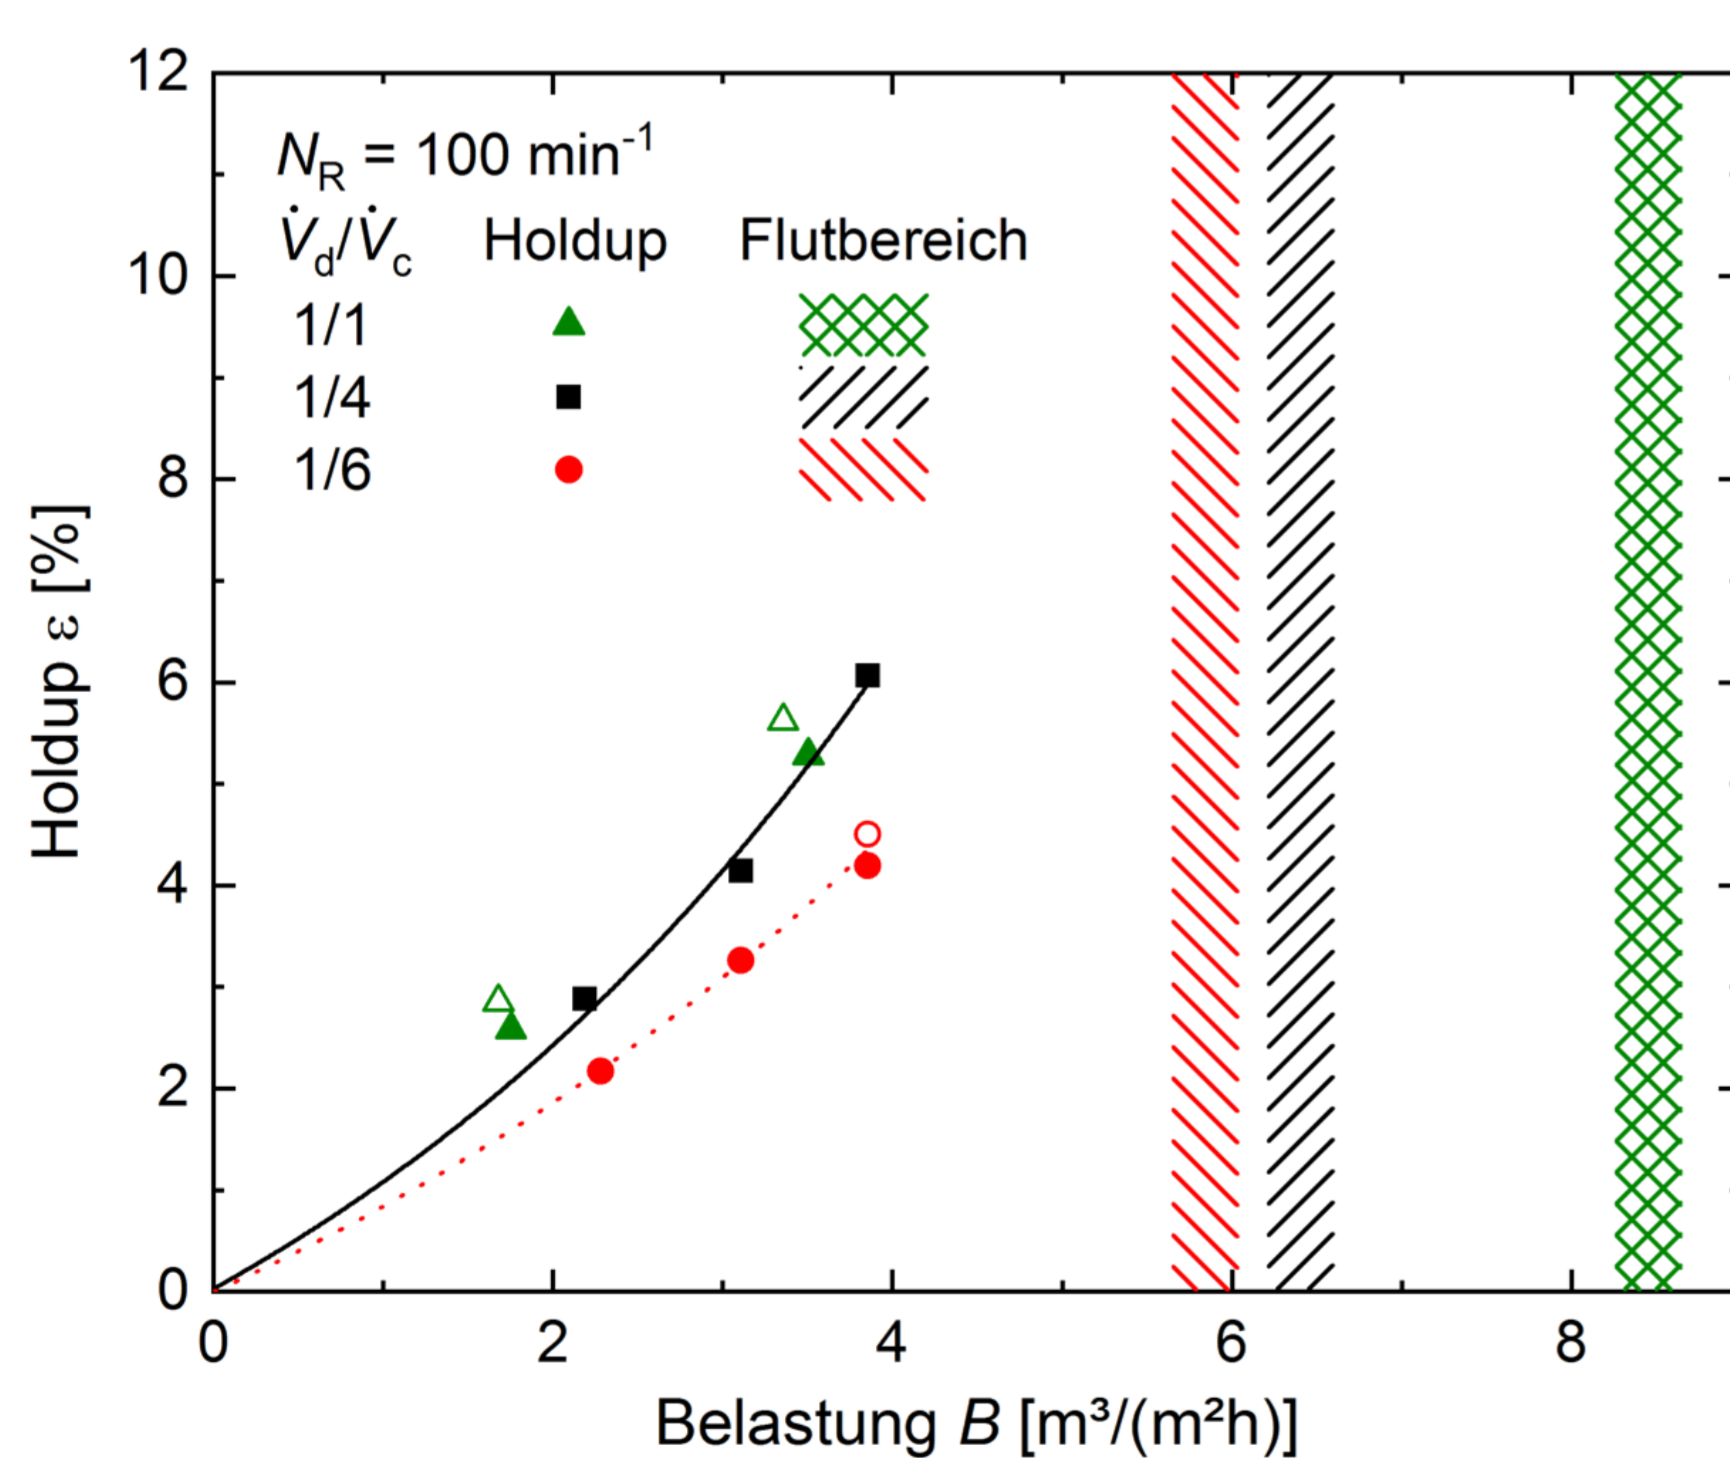 12
10
8
6
4
2
0
Holdup ε [%]
N_R = 100 min⁻¹
V̇_d/V̇_c Holdup Flutbereich
1/1
1/4
1/6
0 2 4 6 8
Belastung B [m³/(m²h)]